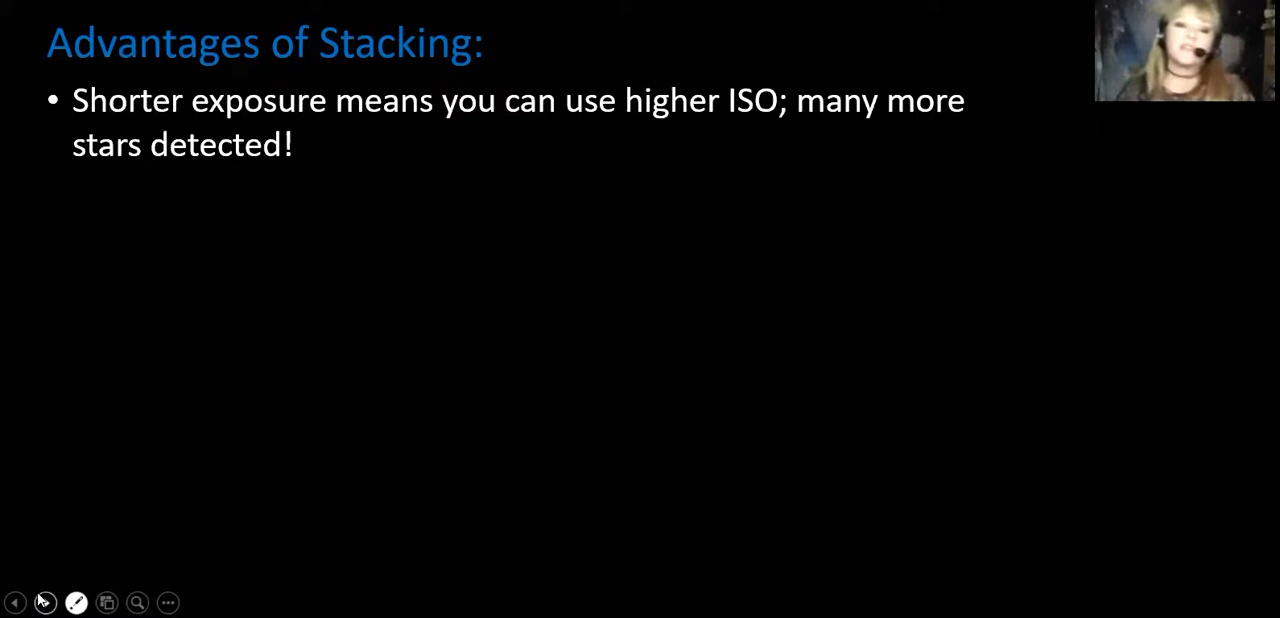 Advantages of Stacking:
• Shorter exposure means you can use higher ISO; many more
stars detected!